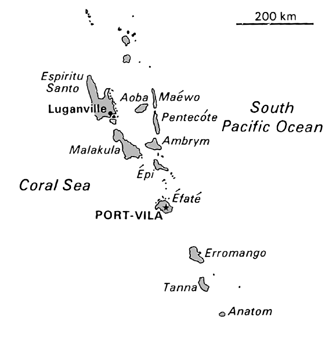 200 km
Espiritu
Santo
Aoba
Maéwo
Luganville
Pentecóte
South
Pacific Ocean
Malakula
Ambrym
Épi
Coral Sea
Éfaté
PORT-VILA
Erromango
Tanna
Anatom